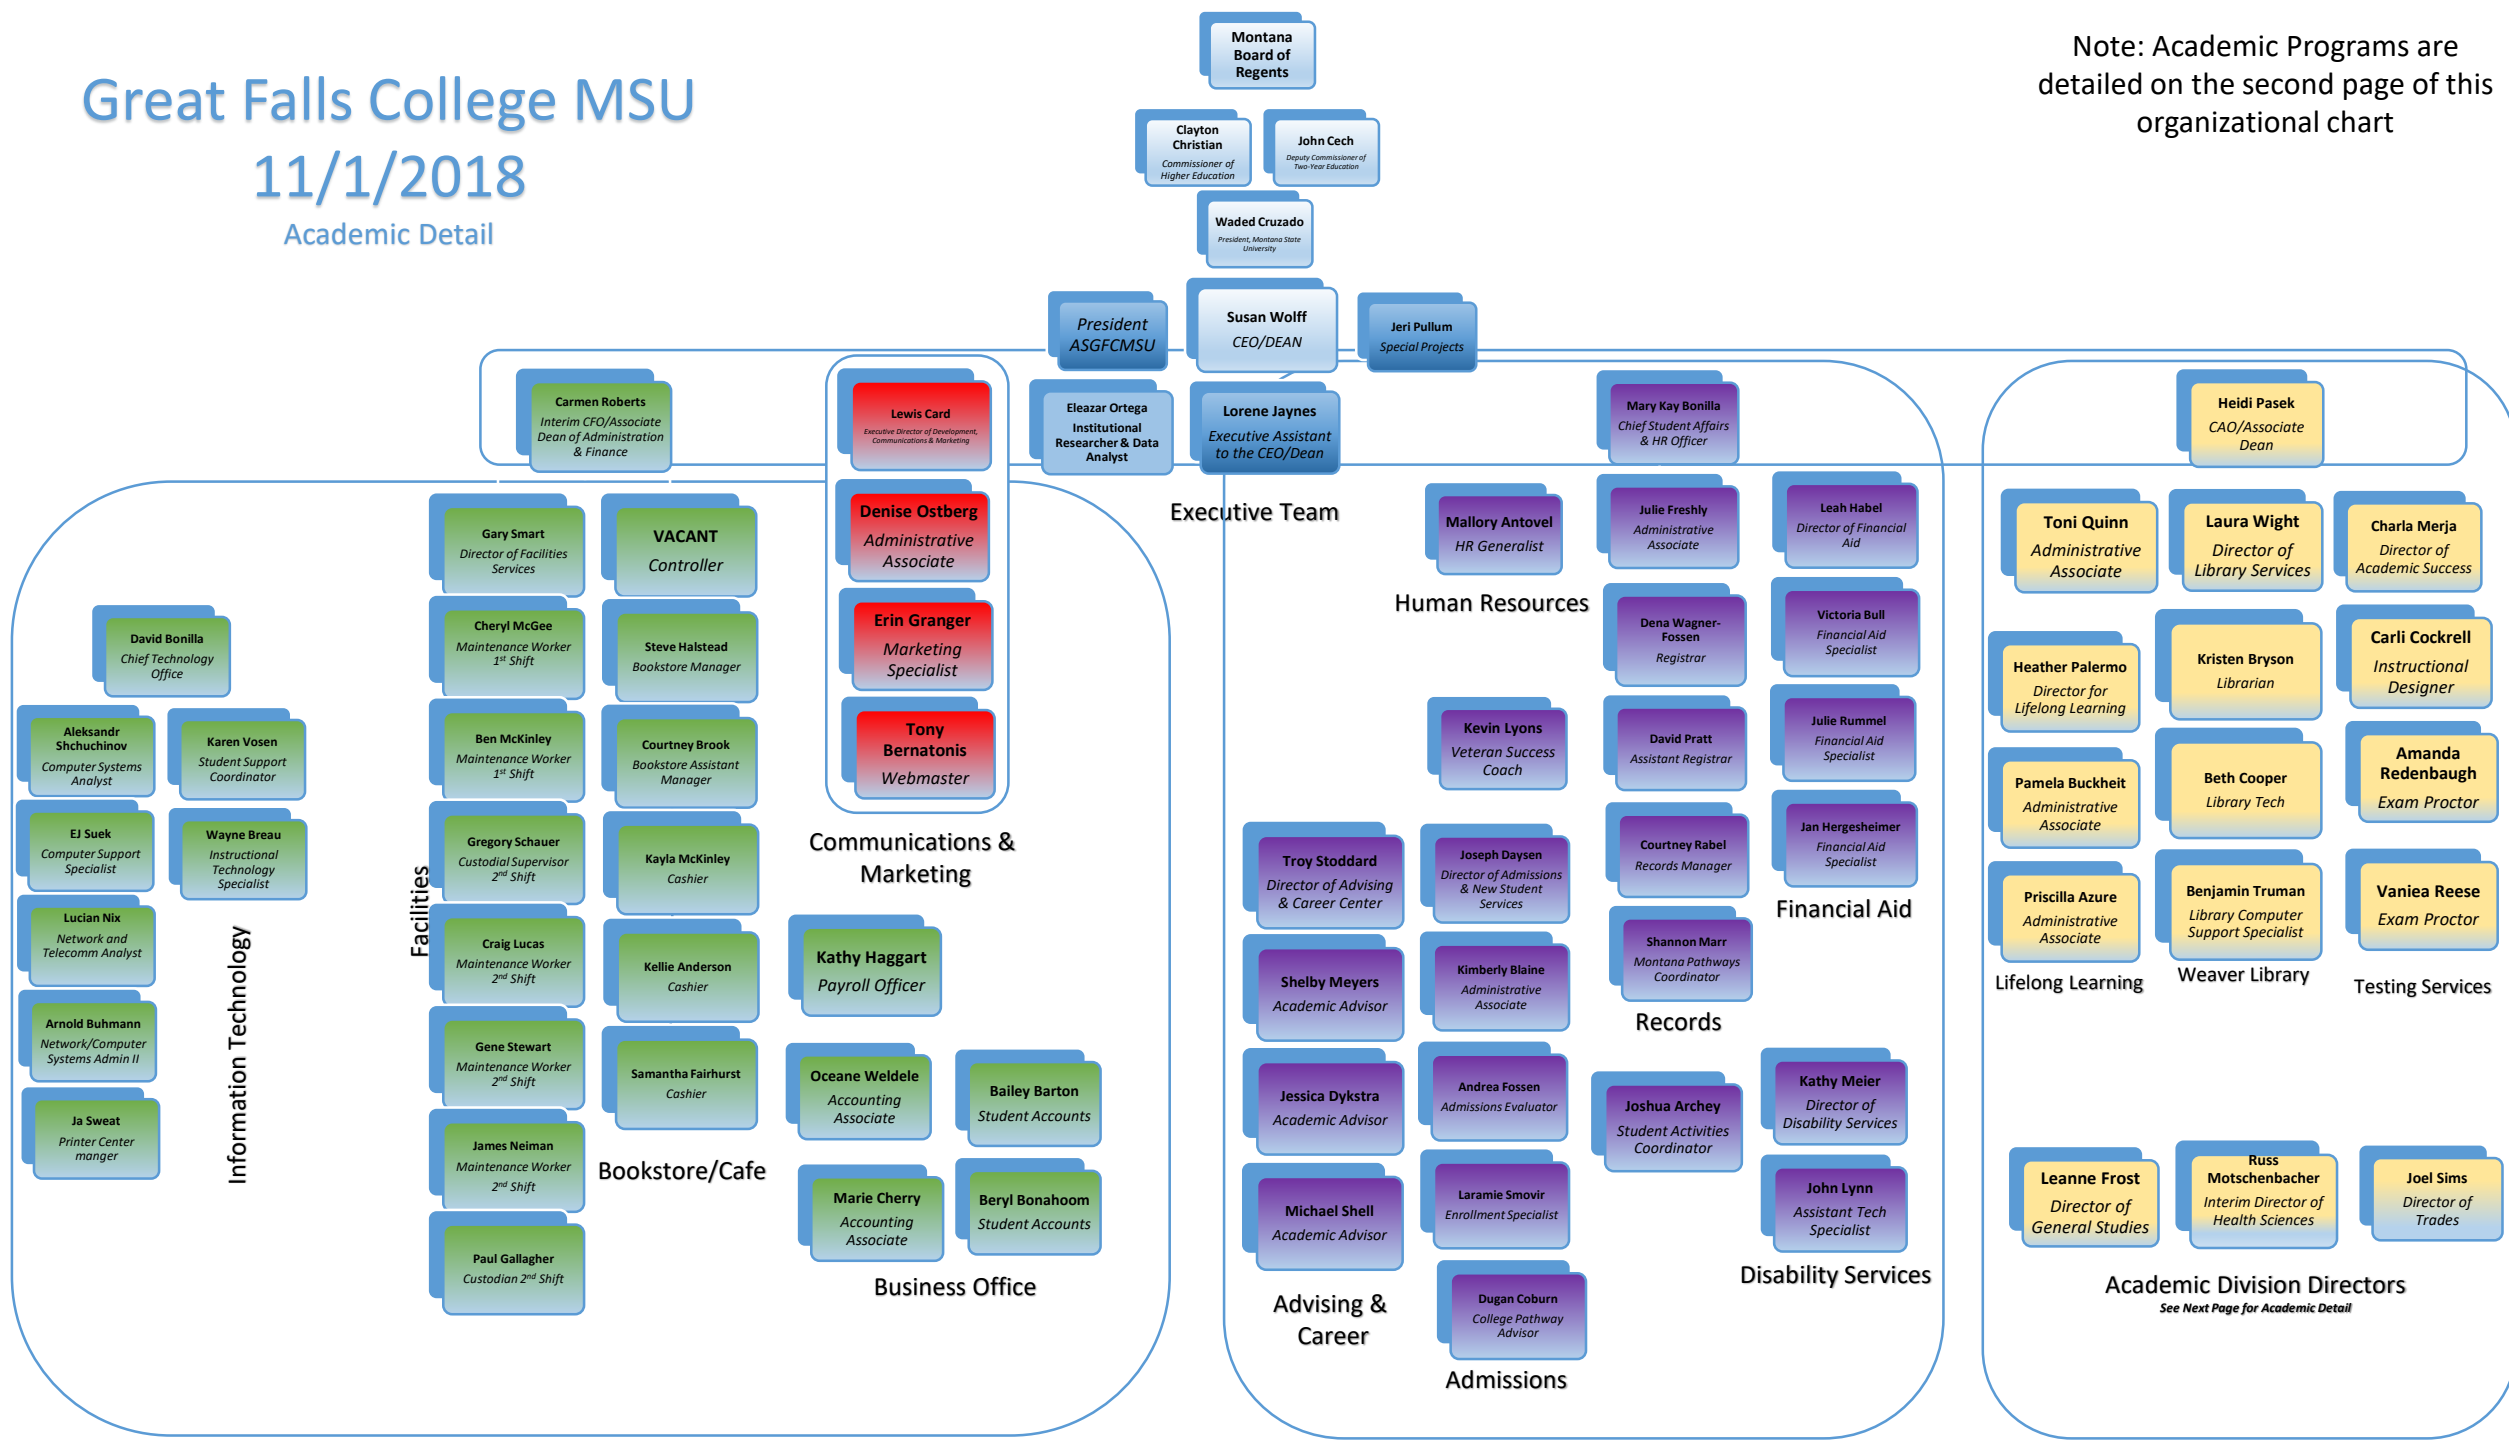 Great Falls College MSU
11/1/2018
Academic Detail
Note: Academic Programs are
detailed on the second page of this
organizational chart
Montana
Board of
Regents
Clayton
Christian
Commissioner of
Higher Education
John Cech
Deputy Commissioner of
Two-Year Education
Waded Cruzado
President, Montana State
University
President
ASGFCMSU
Susan Wolff
CEO/DEAN
Jeri Pullum
Special Projects
Carmen Roberts
Interim CFO/Associate
Dean of Administration
& Finance
Lewis Card
Executive Director of Development,
Communications & Marketing
Eleazar Ortega
Institutional
Researcher & Data
Analyst
Lorene Jaynes
Executive Assistant
to the CEO/Dean
Mary Kay Bonilla
Chief Student Affairs
& HR Officer
Heidi Pasek
CAO/Associate
Dean
Executive Team
David Bonilla
Chief Technology
Office
Aleksandr
Shchuchinov
Computer Systems
Analyst
Karen Vosen
Student Support
Coordinator
EJ Suek
Computer Support
Specialist
Wayne Breau
Instructional
Technology
Specialist
Lucian Nix
Network and
Telecomm Analyst
Arnold Buhmann
Network/Computer
Systems Admin II
Ja Sweat
Printer Center
manger
Information Technology
Gary Smart
Director of Facilities
Services
Cheryl McGee
Maintenance Worker
1st Shift
Ben McKinley
Maintenance Worker
1st Shift
Gregory Schauer
Custodial Supervisor
2nd Shift
Craig Lucas
Maintenance Worker
2nd Shift
Gene Stewart
Maintenance Worker
2nd Shift
James Neiman
Maintenance Worker
2nd Shift
Paul Gallagher
Custodian 2nd Shift
Facilities
VACANT
Controller
Steve Halstead
Bookstore Manager
Courtney Brook
Bookstore Assistant
Manager
Kayla McKinley
Cashier
Kellie Anderson
Cashier
Samantha Fairhurst
Cashier
Bookstore/Cafe
Denise Ostberg
Administrative
Associate
Erin Granger
Marketing
Specialist
Tony
Bernatonis
Webmaster
Communications &
Marketing
Kathy Haggart
Payroll Officer
Oceane Weldele
Accounting
Associate
Bailey Barton
Student Accounts
Marie Cherry
Accounting
Associate
Beryl Bonahoom
Student Accounts
Business Office
Mallory Antovel
HR Generalist
Human Resources
Julie Freshly
Administrative
Associate
Leah Habel
Director of Financial
Aid
Dena Wagner-
Fossen
Registrar
Victoria Bull
Financial Aid
Specialist
Kevin Lyons
Veteran Success
Coach
David Pratt
Assistant Registrar
Julie Rummel
Financial Aid
Specialist
Troy Stoddard
Director of Advising
& Career Center
Joseph Daysen
Director of Admissions
& New Student
Services
Courtney Rabel
Records Manager
Jan Hergesheimer
Financial Aid
Specialist
Financial Aid
Shelby Meyers
Academic Advisor
Kimberly Blaine
Administrative
Associate
Shannon Marr
Montana Pathways
Coordinator
Records
Jessica Dykstra
Academic Advisor
Andrea Fossen
Admissions Evaluator
Joshua Archey
Student Activities
Coordinator
Kathy Meier
Director of
Disability Services
Michael Shell
Academic Advisor
Laramie Smovir
Enrollment Specialist
John Lynn
Assistant Tech
Specialist
Disability Services
Advising &
Career
Dugan Coburn
College Pathway
Advisor
Admissions
Toni Quinn
Administrative
Associate
Laura Wight
Director of
Library Services
Charla Merja
Director of
Academic Success
Heather Palermo
Director for
Lifelong Learning
Kristen Bryson
Librarian
Carli Cockrell
Instructional
Designer
Pamela Buckheit
Administrative
Associate
Beth Cooper
Library Tech
Amanda
Redenbaugh
Exam Proctor
Priscilla Azure
Administrative
Associate
Benjamin Truman
Library Computer
Support Specialist
Vaniea Reese
Exam Proctor
Lifelong Learning
Weaver Library
Testing Services
Leanne Frost
Director of
General Studies
Russ
Motschenbacher
Interim Director of
Health Sciences
Joel Sims
Director of
Trades
Academic Division Directors
See Next Page for Academic Detail